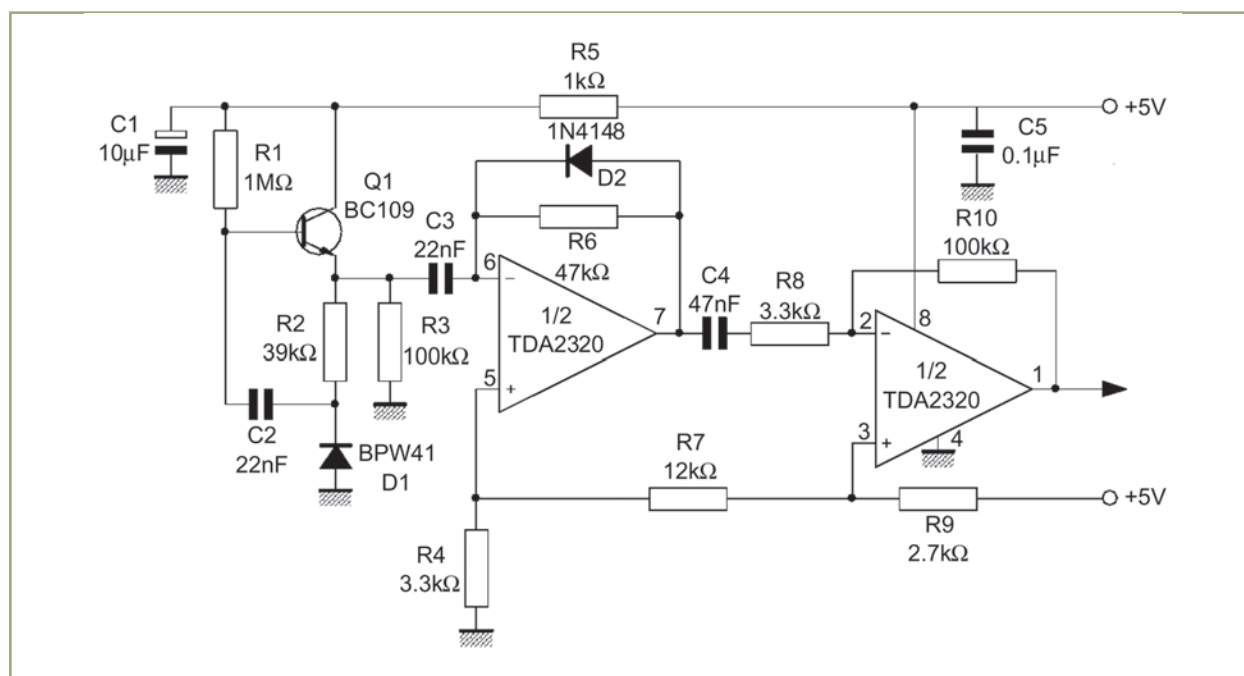 R5
1kΩ
+5V
C1
10µF
R1
1MΩ
1N4148
D2
C5
0.1µF
Q1
BC109
C3
22nF
R6
47kΩ
R10
100kΩ
C4
47nF
R8
3.3kΩ
6
−
1/2
TDA2320
7
5
+
2
−
8
1/2
TDA2320
1
3
+
4
R2
39kΩ
R3
100kΩ
C2
22nF
BPW41
D1
R7
12kΩ
R9
2.7kΩ
+5V
R4
3.3kΩ